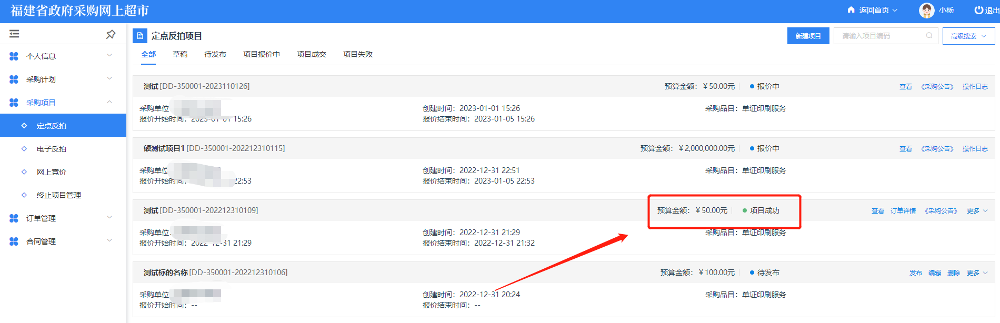 福建省政府采购网上超市
返回首页
小杨
退出
个人信息
采购计划
采购项目
定点反拍
电子反拍
网上竞价
终止项目管理
订单管理
合同管理
定点反拍项目
新建项目
请输入项目编码
高级搜索
全部 草稿 待发布 项目报价中 项目成交 项目失败
测试 [DD-350001-2023110126] 预算金额：￥50.00元 报价中 查看 《采购公告》 操作日志
采购单位 创建时间：2023-01-01 15:26 采购品目：单证印刷服务
报价开始时间：2023-01-01 15:26 报价结束时间：2023-01-05 15:26
额测试项目1 [DD-350001-202212310115] 预算金额：￥2,000,000.00元 报价中 查看 《采购公告》 操作日志
采购单位 创建时间：2022-12-31 22:51 采购品目：单证印刷服务
报价开始时间： 22:53 报价结束时间：2023-01-05 22:53
测试 [DD-350001-202212310109] 预算金额：￥50.00元 项目成功 查看 订单详情 《采购公告》 更多
采购单位 创建时间：2022-12-31 21:29 采购品目：单证印刷服务
报价开始时间：2022-12-31 21:29 报价结束时间：2022-12-31 21:32
测试标的名称 [DD-350001-202212310106] 预算金额：￥100.00元 待发布 发布 编辑 删除 更多
采购单位 创建时间：2022-12-31 20:24 采购品目：单证印刷服务
报价开始时间：-- 报价结束时间：--